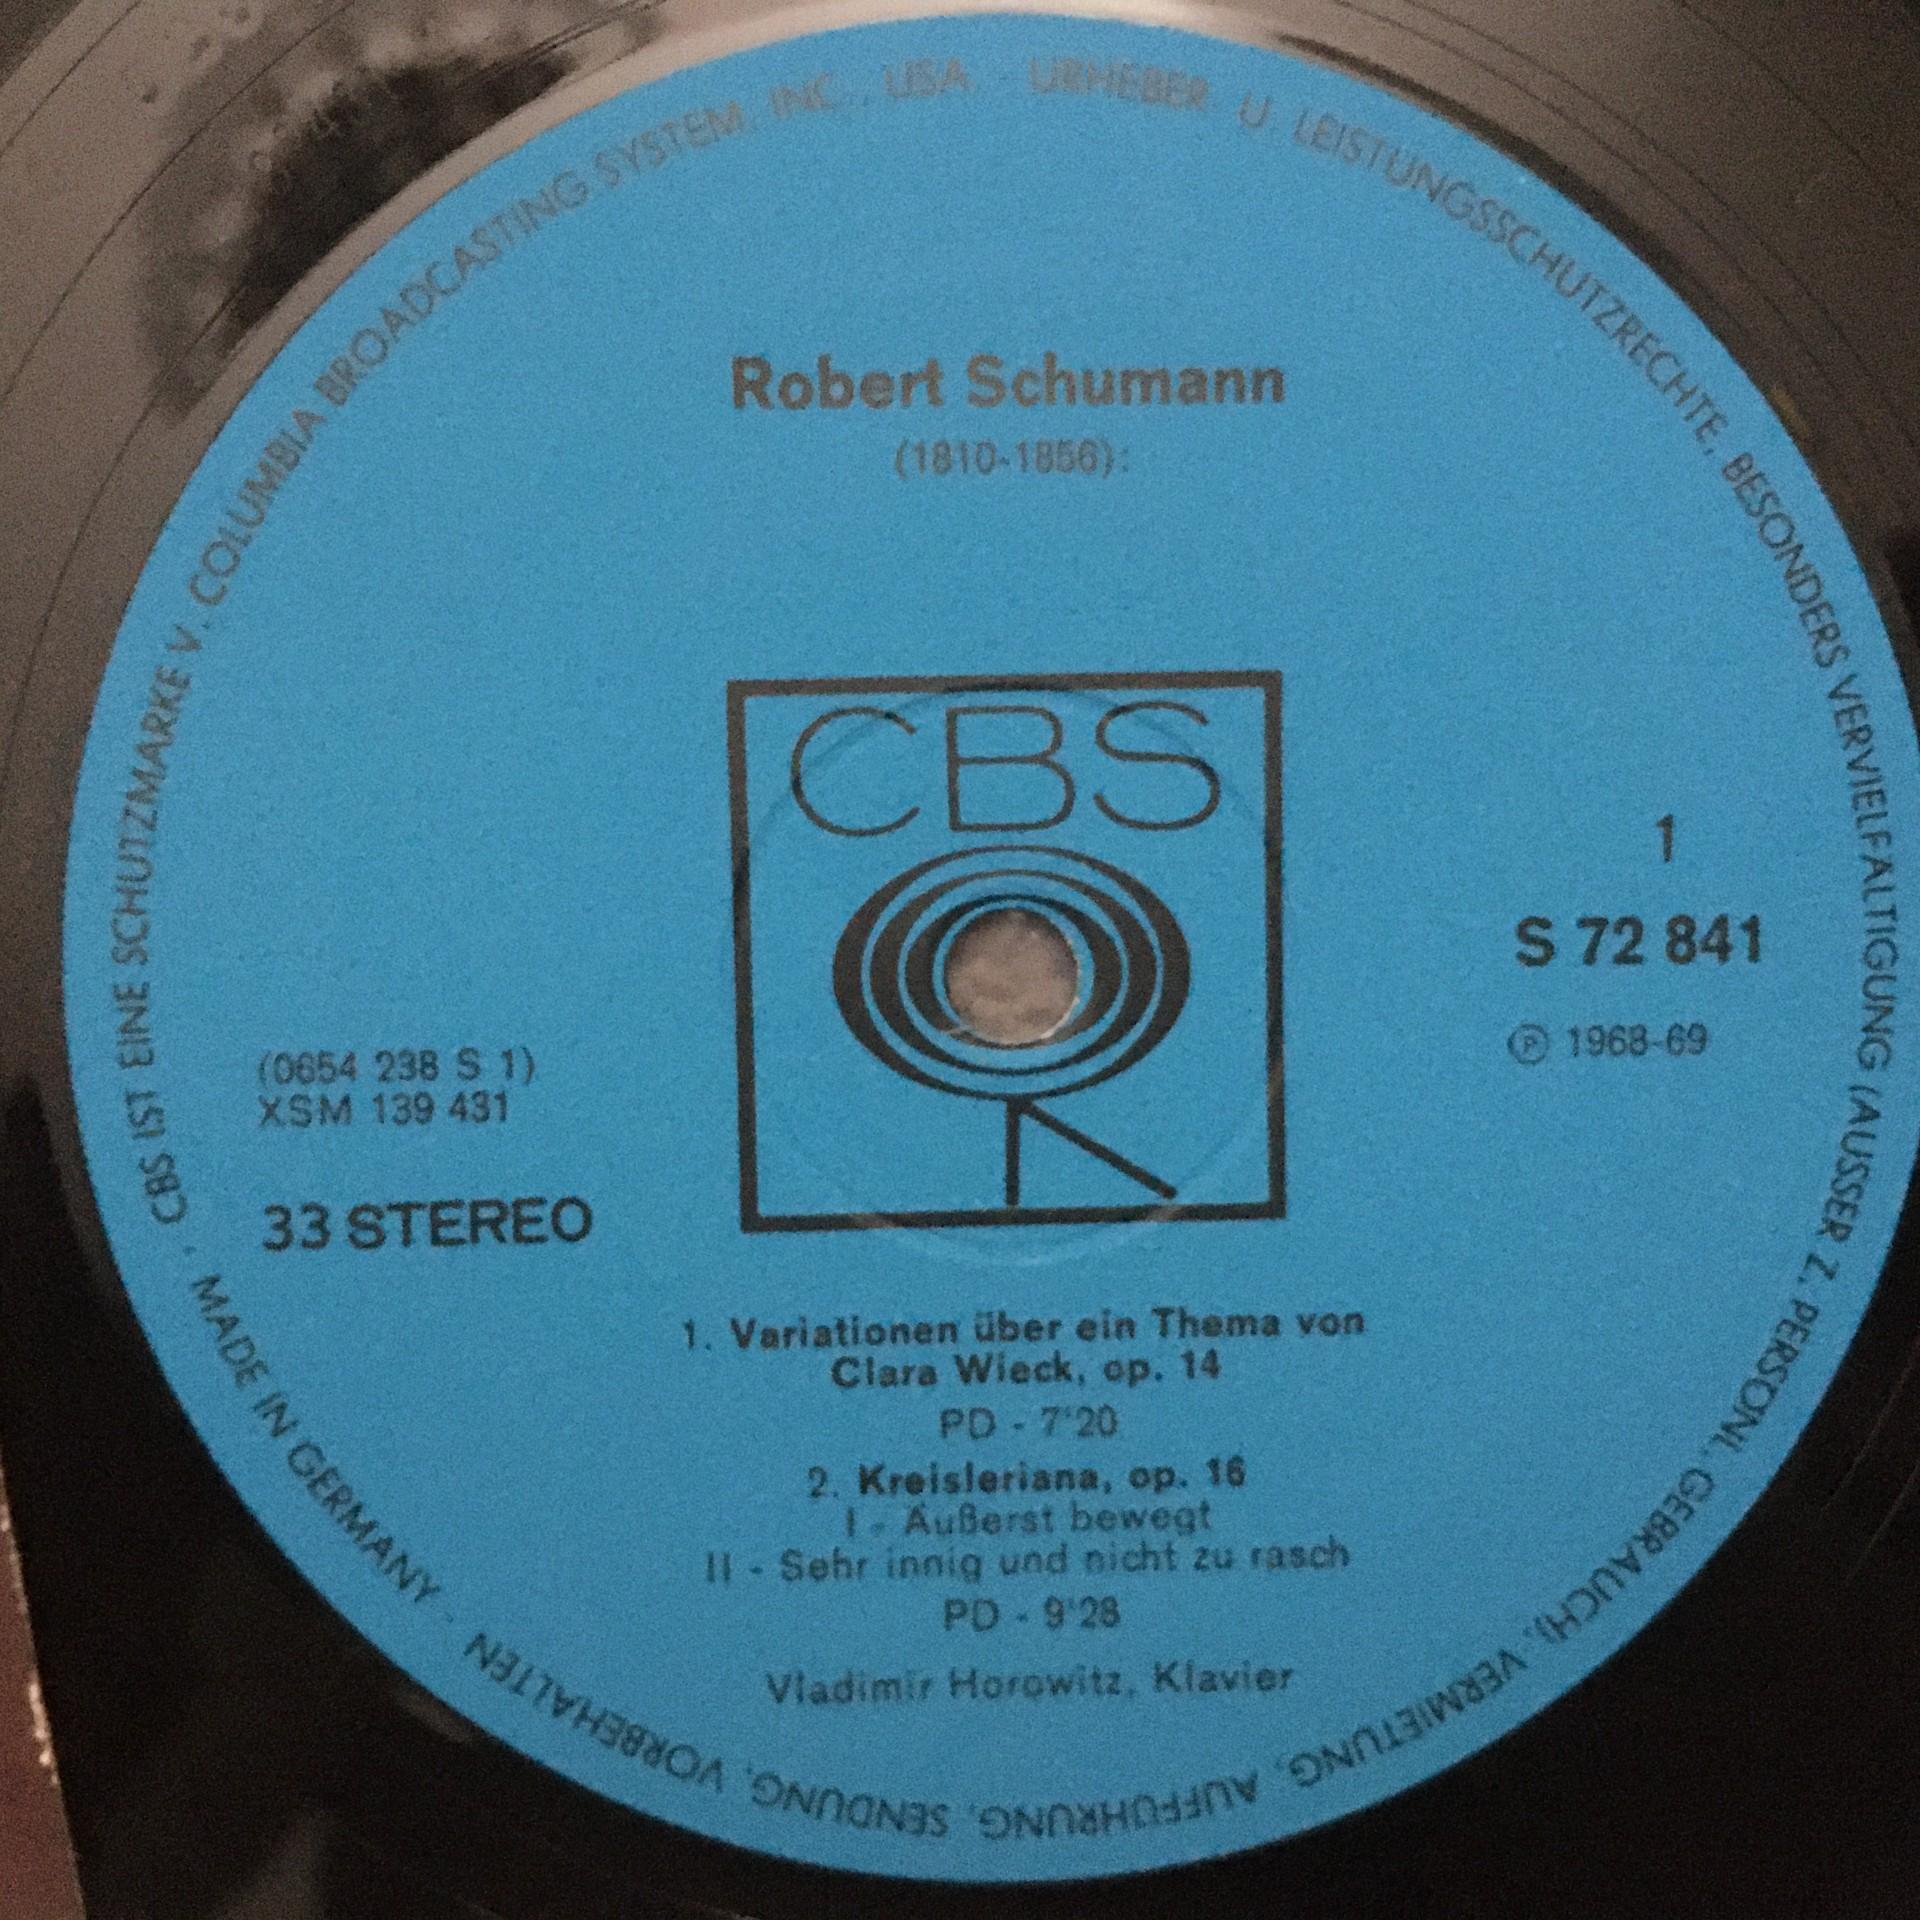 CBS IST EINE SCHUTZMARKE V. COLUMBIA BROADCASTING SYSTEM, INC., USA URHEBER U. LEISTUNGSSCHUTZRECHTE, BESONDERS VERVIELFÄLTIGUNG (AUSSER Z. PERSÖNL. GEBRAUCH), VERMIETUNG, AUFFÜHRUNG, SENDUNG, VORBEHALTEN - MADE IN GERMANY ·
Robert Schumann
(1810-1856):
CBS
1
S 72 841
Ⓟ 1968-69
(0654 238 S 1)
XSM 139 431
33 STEREO
1. Variationen über ein Thema von
Clara Wieck, op. 14
PD - 7'20
2. Kreisleriana, op. 16
I - Äußerst bewegt
II - Sehr innig und nicht zu rasch
PD - 9'28
Vladimir Horowitz, Klavier